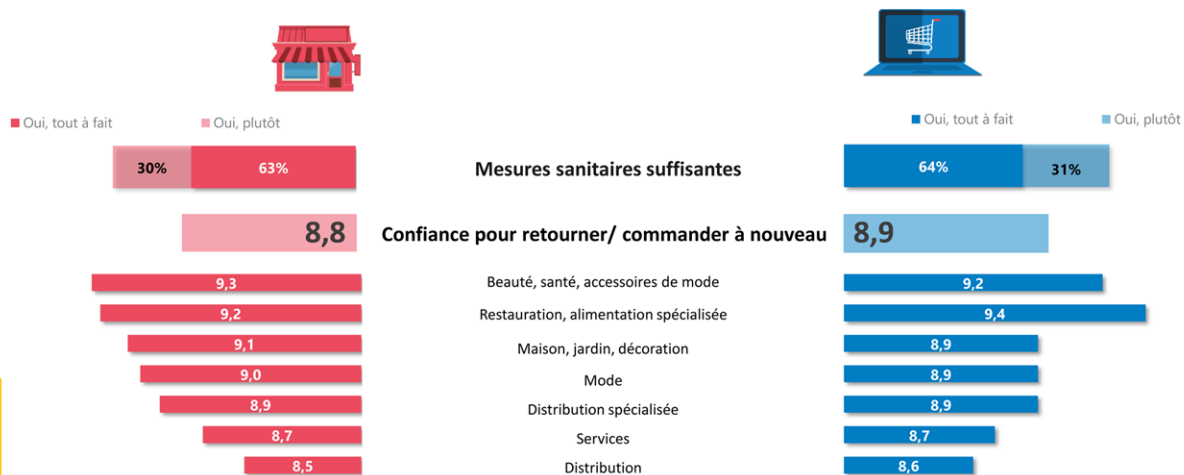 Oui, tout à fait
Oui, plutôt
Oui, tout à fait
Oui, plutôt
30% 63% Mesures sanitaires suffisantes 64% 31%
8,8 Confiance pour retourner/ commander à nouveau 8,9
9,3 Beauté, santé, accessoires de mode 9,2
9,2 Restauration, alimentation spécialisée 9,4
9,1 Maison, jardin, décoration 8,9
9,0 Mode 8,9
8,9 Distribution spécialisée 8,9
8,7 Services 8,7
8,5 Distribution 8,6